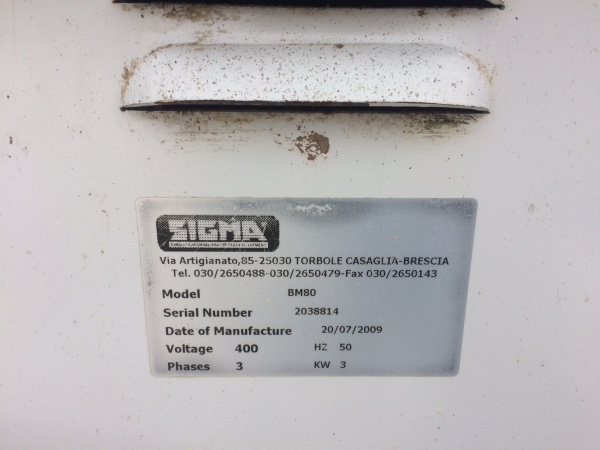 SIGMA
Via Artigianato,85-25030 TORBOLE CASAGLIA-BRESCIA
Tel. 030/2650488-030/2650479-Fax 030/2650143
Model BM80
Serial Number 2038814
Date of Manufacture 20/07/2009
Voltage 400 HZ 50
Phases 3 KW 3